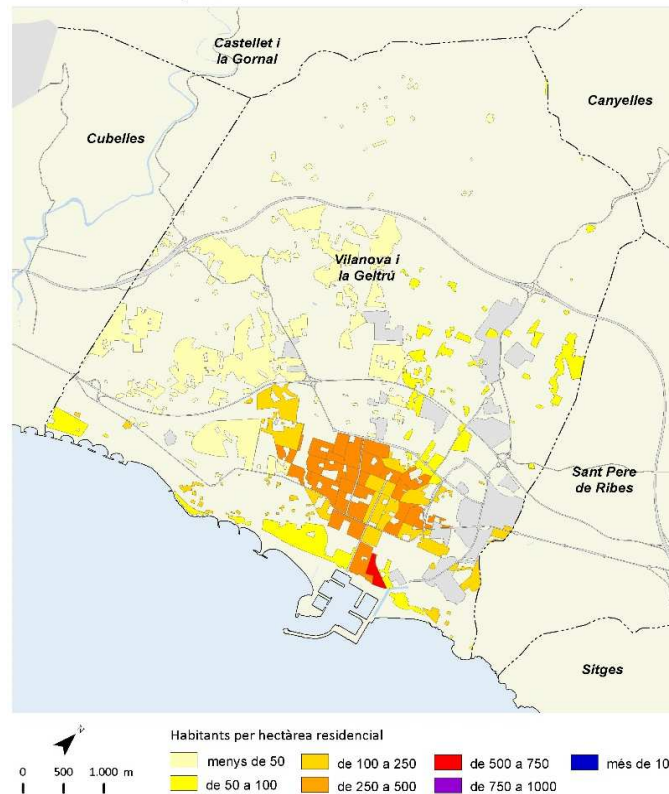 Castellet i
la Gornal
Canyelles
Cubelles
Vilanova i
la Geltrú
Sant Pere
de Ribes
Sitges
N
Habitants per hectàrea residencial
menys de 50
de 100 a 250
de 500 a 750
més de 10
de 50 a 100
de 250 a 500
de 750 a 1000
0 500 1.000 m